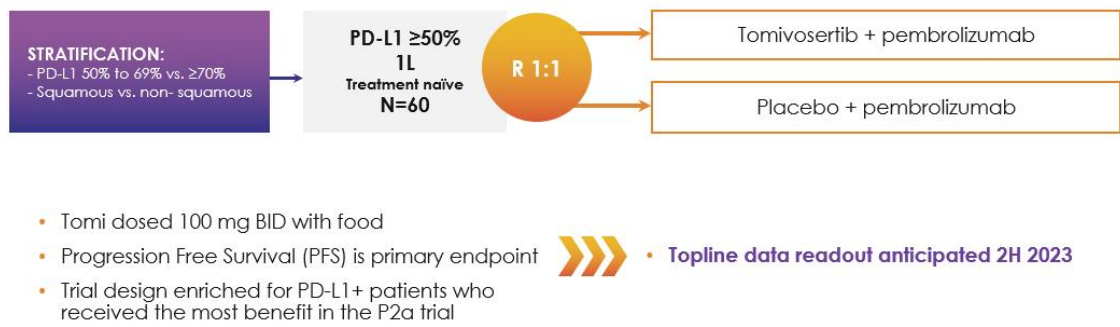 STRATIFICATION:
- PD-L1 50% to 69% vs. ≥70%
- Squamous vs. non- squamous
PD-L1 ≥50%
1L
Treatment naïve
N=60
R 1:1
Tomivosertib + pembrolizumab
Placebo + pembrolizumab
• Tomi dosed 100 mg BID with food
• Progression Free Survival (PFS) is primary endpoint
• Trial design enriched for PD-L1+ patients who
received the most benefit in the P2a trial
• Topline data readout anticipated 2H 2023